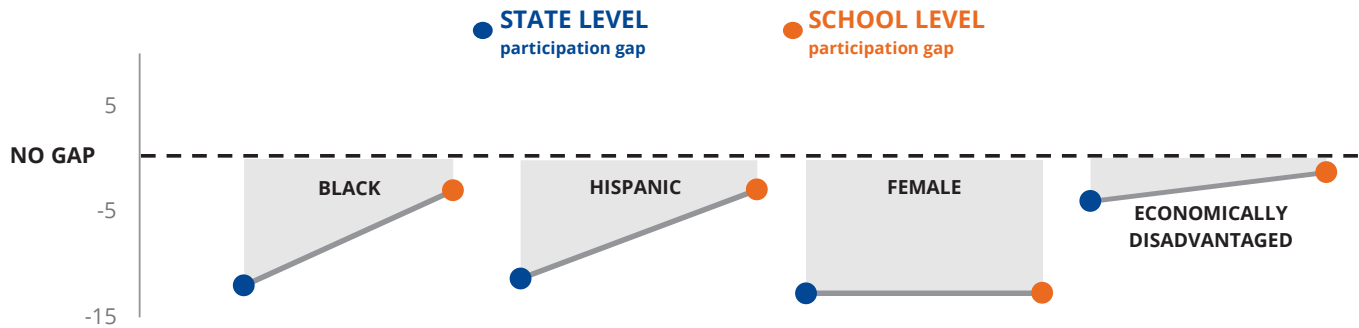 STATE LEVEL
participation gap
SCHOOL LEVEL
participation gap
5
NO GAP
BLACK
HISPANIC
FEMALE
-5
ECONOMICALLY
DISADVANTAGED
-15